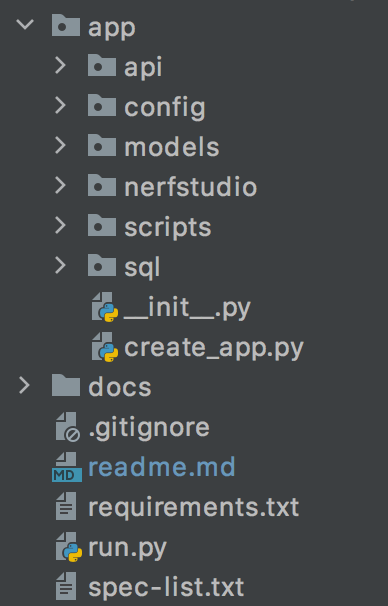 app
api
config
models
nerfstudio
scripts
sql
__init__.py
create_app.py
docs
.gitignore
MD readme.md
requirements.txt
run.py
spec-list.txt